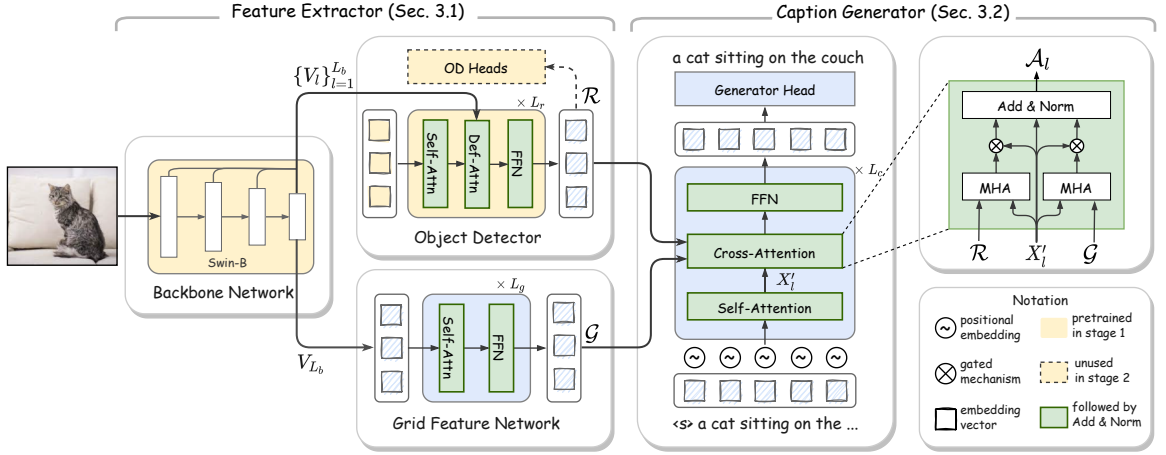 Feature Extractor (Sec. 3.1)
Caption Generator (Sec. 3.2)
{V_l}_{l=1}^{L_b}
OD Heads
× L_r
R
Self-Attn
Def-Attn
FFN
Object Detector
Swin-B
Backbone Network
V_{L_b}
× L_g
Self-Attn
FFN
G
Grid Feature Network
a cat sitting on the couch
Generator Head
× L_c
FFN
Cross-Attention
X'_l
Self-Attention
<s> a cat sitting on the ...
A_l
Add & Norm
MHA
MHA
R
X'_l
G
Notation
positional
embedding
pretrained
in stage 1
gated
mechanism
unused
in stage 2
embedding
vector
followed by
Add & Norm